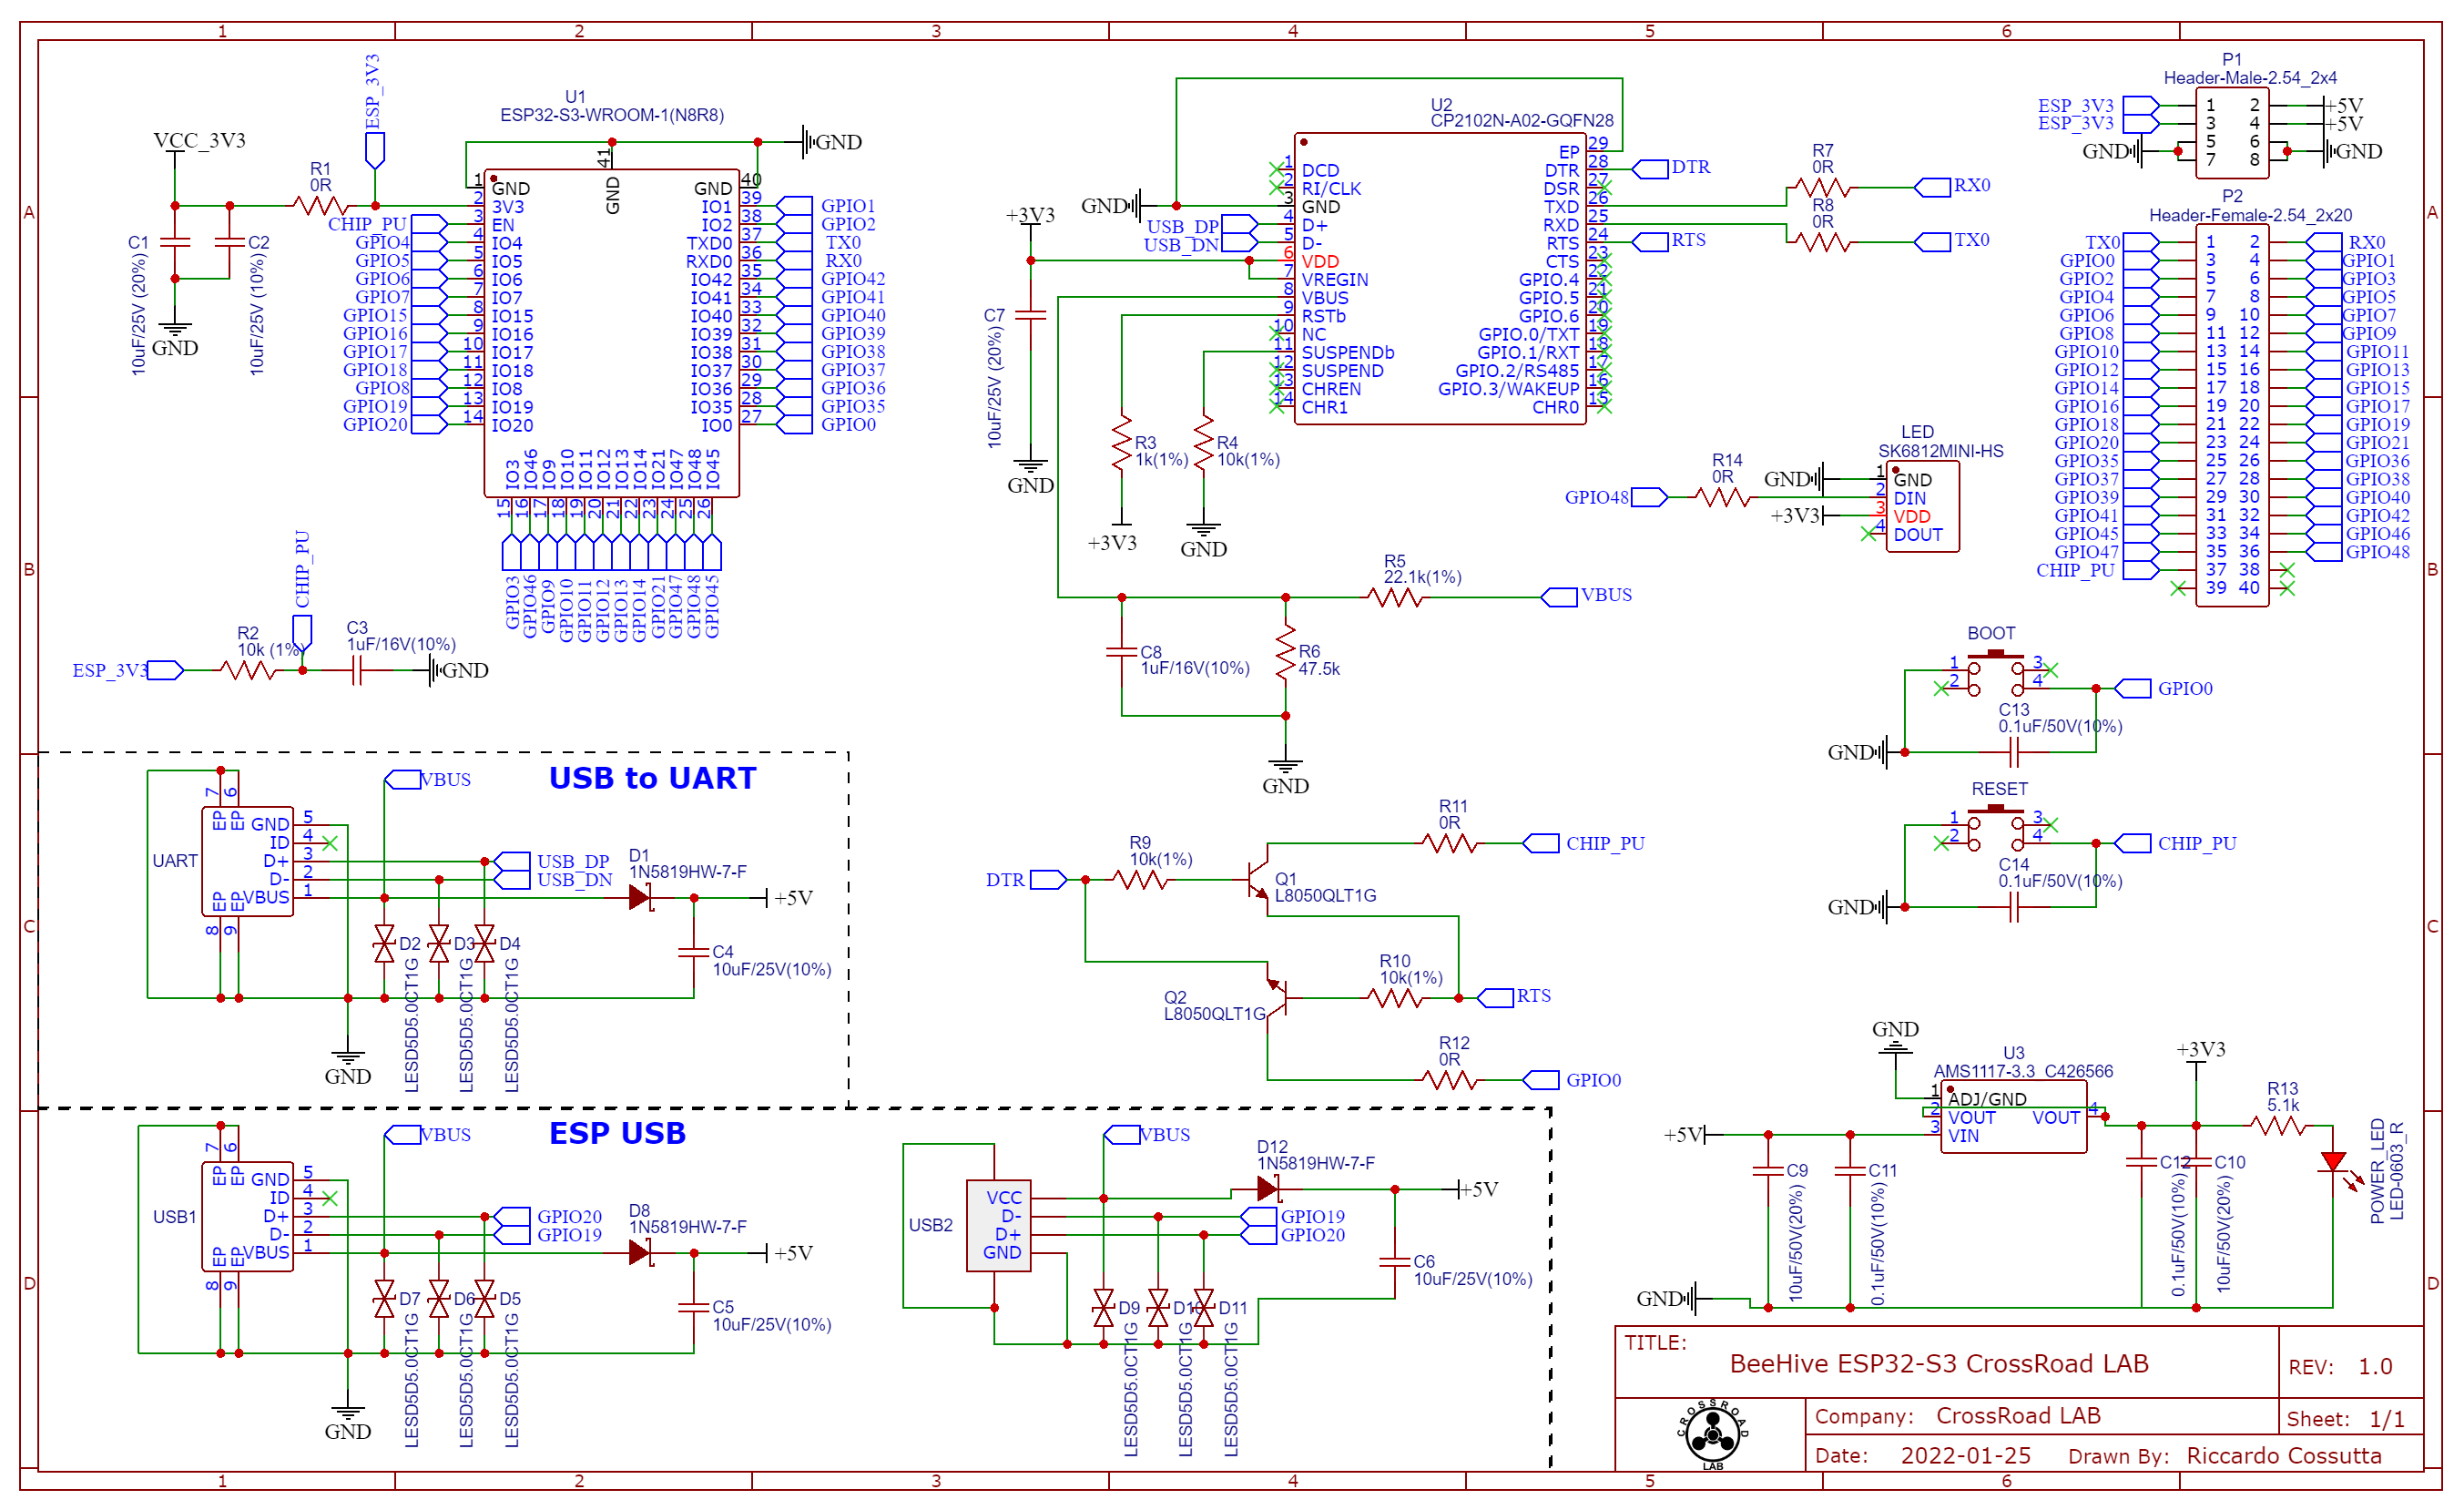 1 2 3 4 5 6
A
B
C
D
VCC_3V3
R1
0R
C1
10uF/25V (20%)
C2
10uF/25V (10%)
GND
ESP_3V3
U1
ESP32-S3-WROOM-1(N8R8)
GND
CHIP_PU
GPIO4
GPIO5
GPIO6
GPIO7
GPIO15
GPIO16
GPIO17
GPIO18
GPIO8
GPIO19
GPIO20
1 GND
2 3V3
3 EN
4 IO4
5 IO5
6 IO6
7 IO7
8 IO15
9 IO16
10 IO17
11 IO18
12 IO8
13 IO19
14 IO20
41 GND
GND 40
IO1 39 GPIO1
IO2 38 GPIO2
TXD0 37 TX0
RXD0 36 RX0
IO42 35 GPIO42
IO41 34 GPIO41
IO40 33 GPIO40
IO39 32 GPIO39
IO38 31 GPIO38
IO37 30 GPIO37
IO36 29 GPIO36
IO35 28 GPIO35
IO0 27 GPIO0
IO3 15 GPIO3
IO46 16 GPIO46
IO9 17 GPIO9
IO10 18 GPIO10
IO11 19 GPIO11
IO12 20 GPIO12
IO13 21 GPIO13
IO14 22 GPIO14
IO21 23 GPIO21
IO47 24 GPIO47
IO48 25 GPIO48
IO45 26 GPIO45
ESP_3V3
R2
10k (1%)
CHIP_PU
C3
1uF/16V(10%)
GND
U2
CP2102N-A02-GQFN28
GND
USB_DP
USB_DN
+3V3
C7
10uF/25V (20%)
GND
1 DCD
2 RI/CLK
3 GND
4 D+
5 D-
6 VDD
7 VREGIN
8 VBUS
9 RSTb
10 NC
11 SUSPENDb
12 SUSPEND
13 CHREN
14 CHR1
EP 29
DTR 28 DTR
DSR 27
TXD 26
RXD 25
RTS 24 RTS
CTS 23
GPIO.4 22
GPIO.5 21
GPIO.6 20
GPIO.0/TXT 19
GPIO.1/RXT 18
GPIO.2/RS485 17
GPIO.3/WAKEUP 16
CHR0 15
R7
0R
RX0
R8
0R
TX0
R3
1k(1%)
+3V3
R4
10k(1%)
GND
R5
22.1k(1%)
VBUS
C8
1uF/16V(10%)
R6
47.5k
GND
P1
Header-Male-2.54_2x4
ESP_3V3 1 2 +5V
ESP_3V3 3 4 +5V
GND 5 6 GND
7 8
P2
Header-Female-2.54_2x20
TX0 1 2 RX0
GPIO0 3 4 GPIO1
GPIO2 5 6 GPIO3
GPIO4 7 8 GPIO5
GPIO6 9 10 GPIO7
GPIO8 11 12 GPIO9
GPIO10 13 14 GPIO11
GPIO12 15 16 GPIO13
GPIO14 17 18 GPIO15
GPIO16 19 20 GPIO17
GPIO18 21 22 GPIO19
GPIO20 23 24 GPIO21
GPIO35 25 26 GPIO36
GPIO37 27 28 GPIO38
GPIO39 29 30 GPIO40
GPIO41 31 32 GPIO42
GPIO45 33 34 GPIO46
GPIO47 35 36 GPIO48
CHIP_PU 37 38
39 40
LED
SK6812MINI-HS
GPIO48
R14
0R
GND
+3V3
1 GND
2 DIN
3 VDD
4 DOUT
BOOT
1 3
2 4
GPIO0
C13
0.1uF/50V(10%)
GND
RESET
1 3
2 4
CHIP_PU
C14
0.1uF/50V(10%)
GND
USB to UART
VBUS
UART
7 6
EP EP
GND 5
ID 4
D+ 3 USB_DP
D- 2 USB_DN
VBUS 1
EP EP
8 9
D1
1N5819HW-7-F
+5V
D2
LESD5D5.0CT1G
D3
LESD5D5.0CT1G
D4
LESD5D5.0CT1G
C4
10uF/25V(10%)
GND
DTR
R9
10k(1%)
Q1
L8050QLT1G
R11
0R
CHIP_PU
Q2
L8050QLT1G
R10
10k(1%)
RTS
R12
0R
GPIO0
ESP USB
VBUS
USB1
7 6
EP EP
GND 5
ID 4
D+ 3 GPIO20
D- 2 GPIO19
VBUS 1
EP EP
8 9
D8
1N5819HW-7-F
+5V
D7
LESD5D5.0CT1G
D6
LESD5D5.0CT1G
D5
LESD5D5.0CT1G
C5
10uF/25V(10%)
GND
VBUS
USB2
VCC
D- GPIO19
D+ GPIO20
GND
D12
1N5819HW-7-F
+5V
D9
LESD5D5.0CT1G
D10
LESD5D5.0CT1G
D11
LESD5D5.0CT1G
C6
10uF/25V(10%)
GND
U3
AMS1117-3.3 C426566
1 ADJ/GND
2 VOUT
3 VIN
VOUT 4
+5V
+3V3
R13
5.1k
C9
10uF/50V(20%)
C11
0.1uF/50V(10%)
C12
0.1uF/50V(10%)
C10
10uF/50V(20%)
POWER_LED
LED-0603_R
GND
TITLE:
BeeHive ESP32-S3 CrossRoad LAB
REV: 1.0
CROSSROAD
LAB
Company: CrossRoad LAB
Sheet: 1/1
Date: 2022-01-25
Drawn By: Riccardo Cossutta
A
B
C
D
1 2 3 4 5 6